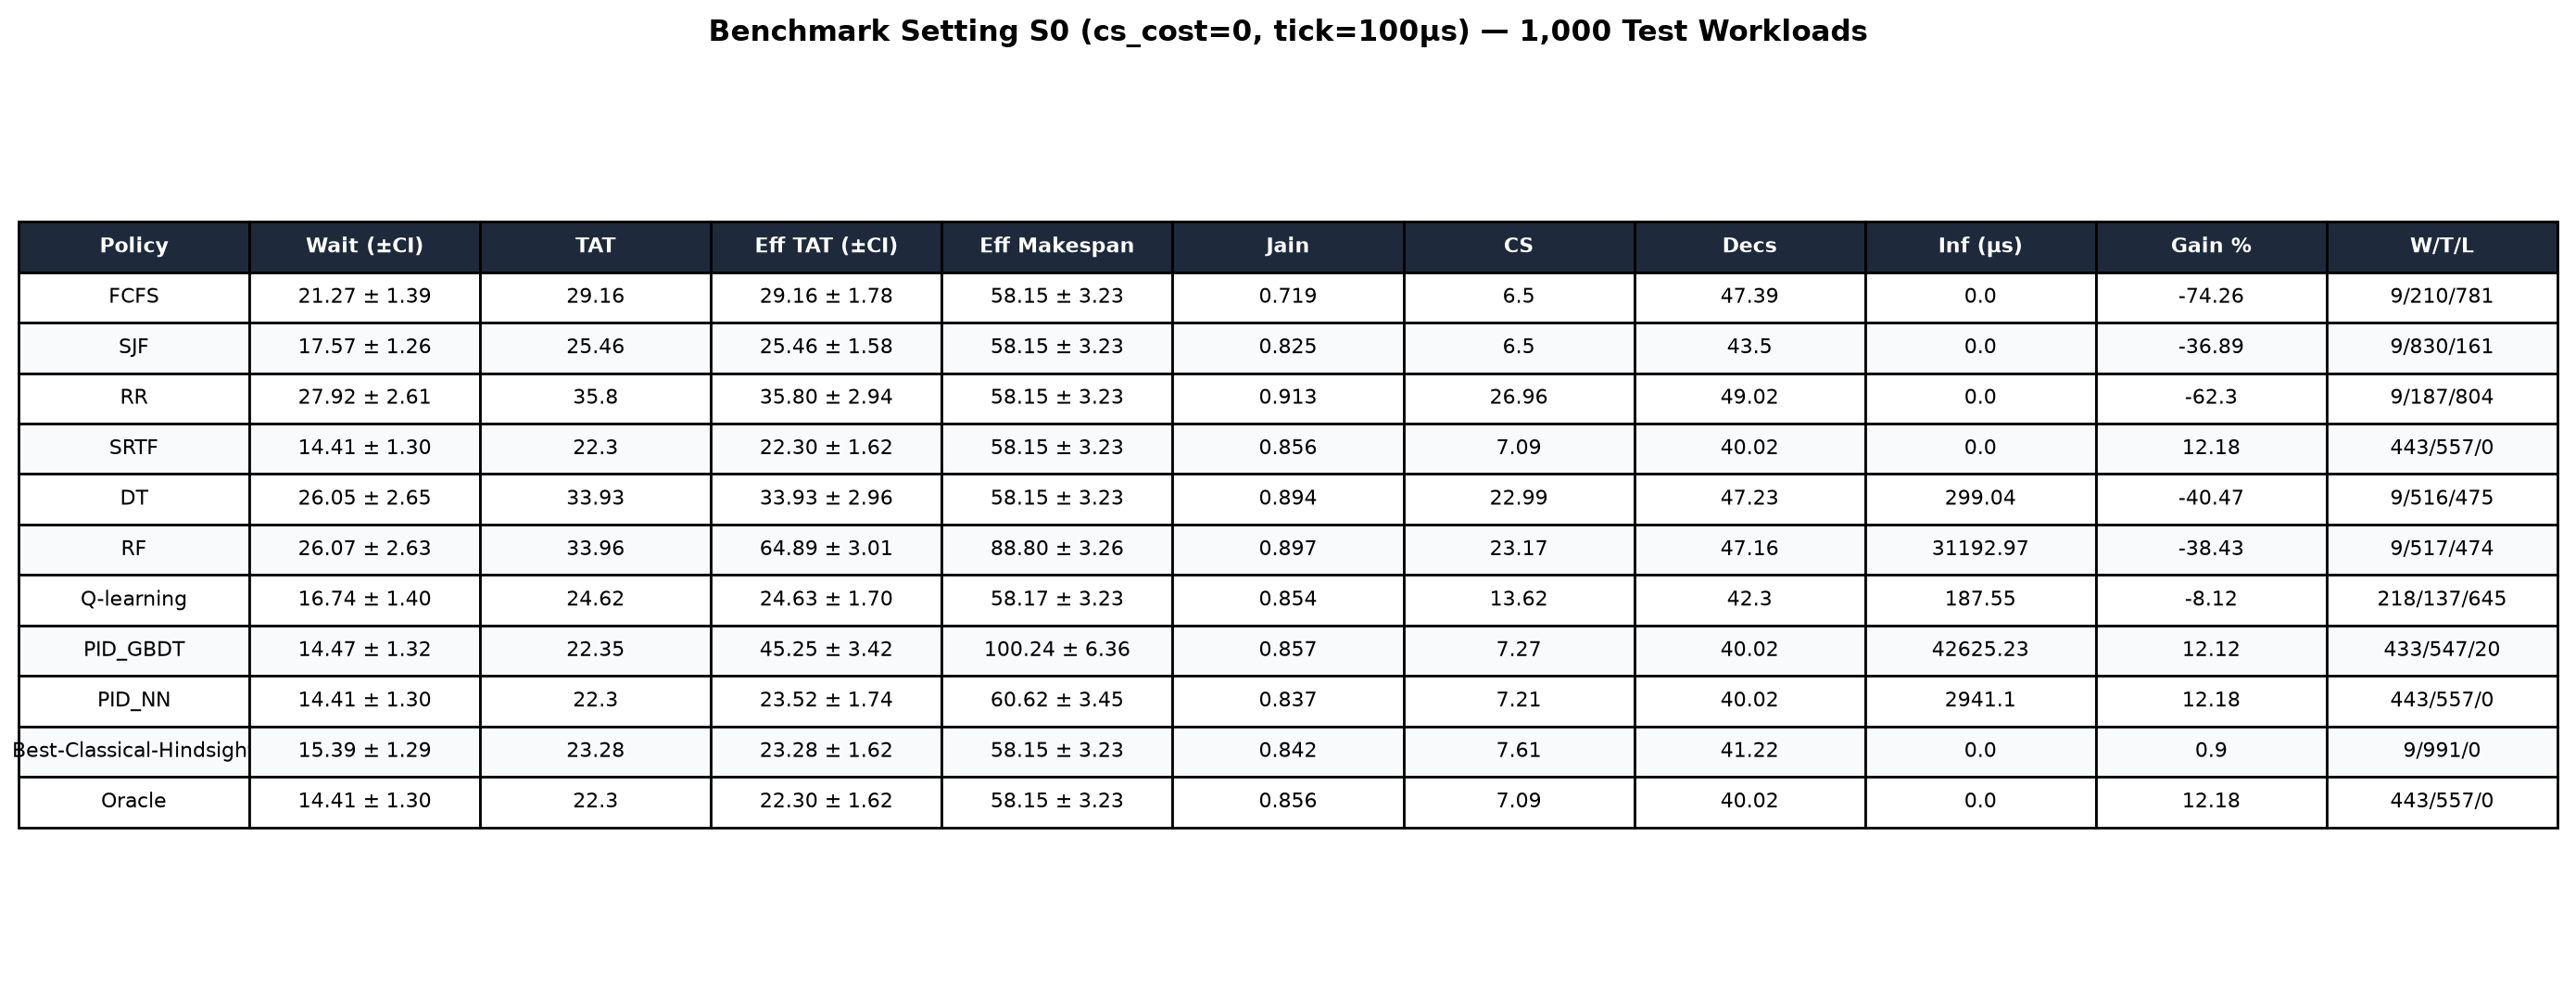 Benchmark Setting S0 (cs_cost=0, tick=100μs) — 1,000 Test Workloads
Policy Wait (±CI) TAT Eff TAT (±CI) Eff Makespan Jain CS Decs Inf (μs) Gain % W/T/L
FCFS 21.27 ± 1.39 29.16 29.16 ± 1.78 58.15 ± 3.23 0.719 6.5 47.39 0.0 -74.26 9/210/781
SJF 17.57 ± 1.26 25.46 25.46 ± 1.58 58.15 ± 3.23 0.825 6.5 43.5 0.0 -36.89 9/830/161
RR 27.92 ± 2.61 35.8 35.80 ± 2.94 58.15 ± 3.23 0.913 26.96 49.02 0.0 -62.3 9/187/804
SRTF 14.41 ± 1.30 22.3 22.30 ± 1.62 58.15 ± 3.23 0.856 7.09 40.02 0.0 12.18 443/557/0
DT 26.05 ± 2.65 33.93 33.93 ± 2.96 58.15 ± 3.23 0.894 22.99 47.23 299.04 -40.47 9/516/475
RF 26.07 ± 2.63 33.96 64.89 ± 3.01 88.80 ± 3.26 0.897 23.17 47.16 31192.97 -38.43 9/517/474
Q-learning 16.74 ± 1.40 24.62 24.63 ± 1.70 58.17 ± 3.23 0.854 13.62 42.3 187.55 -8.12 218/137/645
PID_GBDT 14.47 ± 1.32 22.35 45.25 ± 3.42 100.24 ± 6.36 0.857 7.27 40.02 42625.23 12.12 433/547/20
PID_NN 14.41 ± 1.30 22.3 23.52 ± 1.74 60.62 ± 3.45 0.837 7.21 40.02 2941.1 12.18 443/557/0
Best-Classical-Hindsigh 15.39 ± 1.29 23.28 23.28 ± 1.62 58.15 ± 3.23 0.842 7.61 41.22 0.0 0.9 9/991/0
Oracle 14.41 ± 1.30 22.3 22.30 ± 1.62 58.15 ± 3.23 0.856 7.09 40.02 0.0 12.18 443/557/0